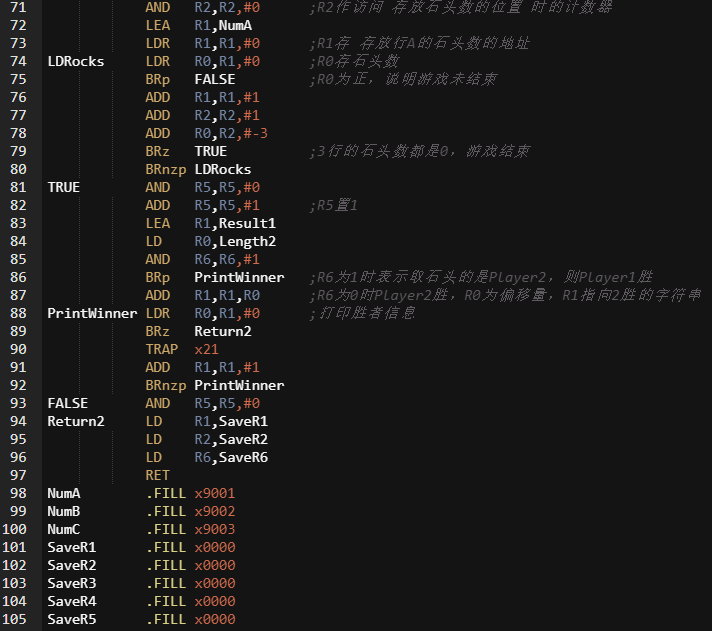 71 AND R2,R2,#0 ;R2作访问 存放石头数的位置 时的计数器
72 LEA R1,NumA
73 LDR R1,R1,#0 ;R1存 存放行A的石头数的地址
74 LDRocks LDR R0,R1,#0 ;R0存石头数
75 BRp FALSE ;R0为正，说明游戏未结束
76 ADD R1,R1,#1
77 ADD R2,R2,#1
78 ADD R0,R2,#-3
79 BRz TRUE ;3行的石头数都是0，游戏结束
80 BRnzp LDRocks
81 TRUE AND R5,R5,#0
82 ADD R5,R5,#1 ;R5置1
83 LEA R1,Result1
84 LD R0,Length2
85 AND R6,R6,#1
86 BRp PrintWinner ;R6为1时表示取石头的是Player2，则Player1胜
87 ADD R1,R1,R0 ;R6为0时Player2胜，R0为偏移量，R1指向2胜的字符串
88 PrintWinner LDR R0,R1,#0 ;打印胜者信息
89 BRz Return2
90 TRAP x21
91 ADD R1,R1,#1
92 BRnzp PrintWinner
93 FALSE AND R5,R5,#0
94 Return2 LD R1,SaveR1
95 LD R2,SaveR2
96 LD R6,SaveR6
97 RET
98 NumA .FILL x9001
99 NumB .FILL x9002
100 NumC .FILL x9003
101 SaveR1 .FILL x0000
102 SaveR2 .FILL x0000
103 SaveR3 .FILL x0000
104 SaveR4 .FILL x0000
105 SaveR5 .FILL x0000